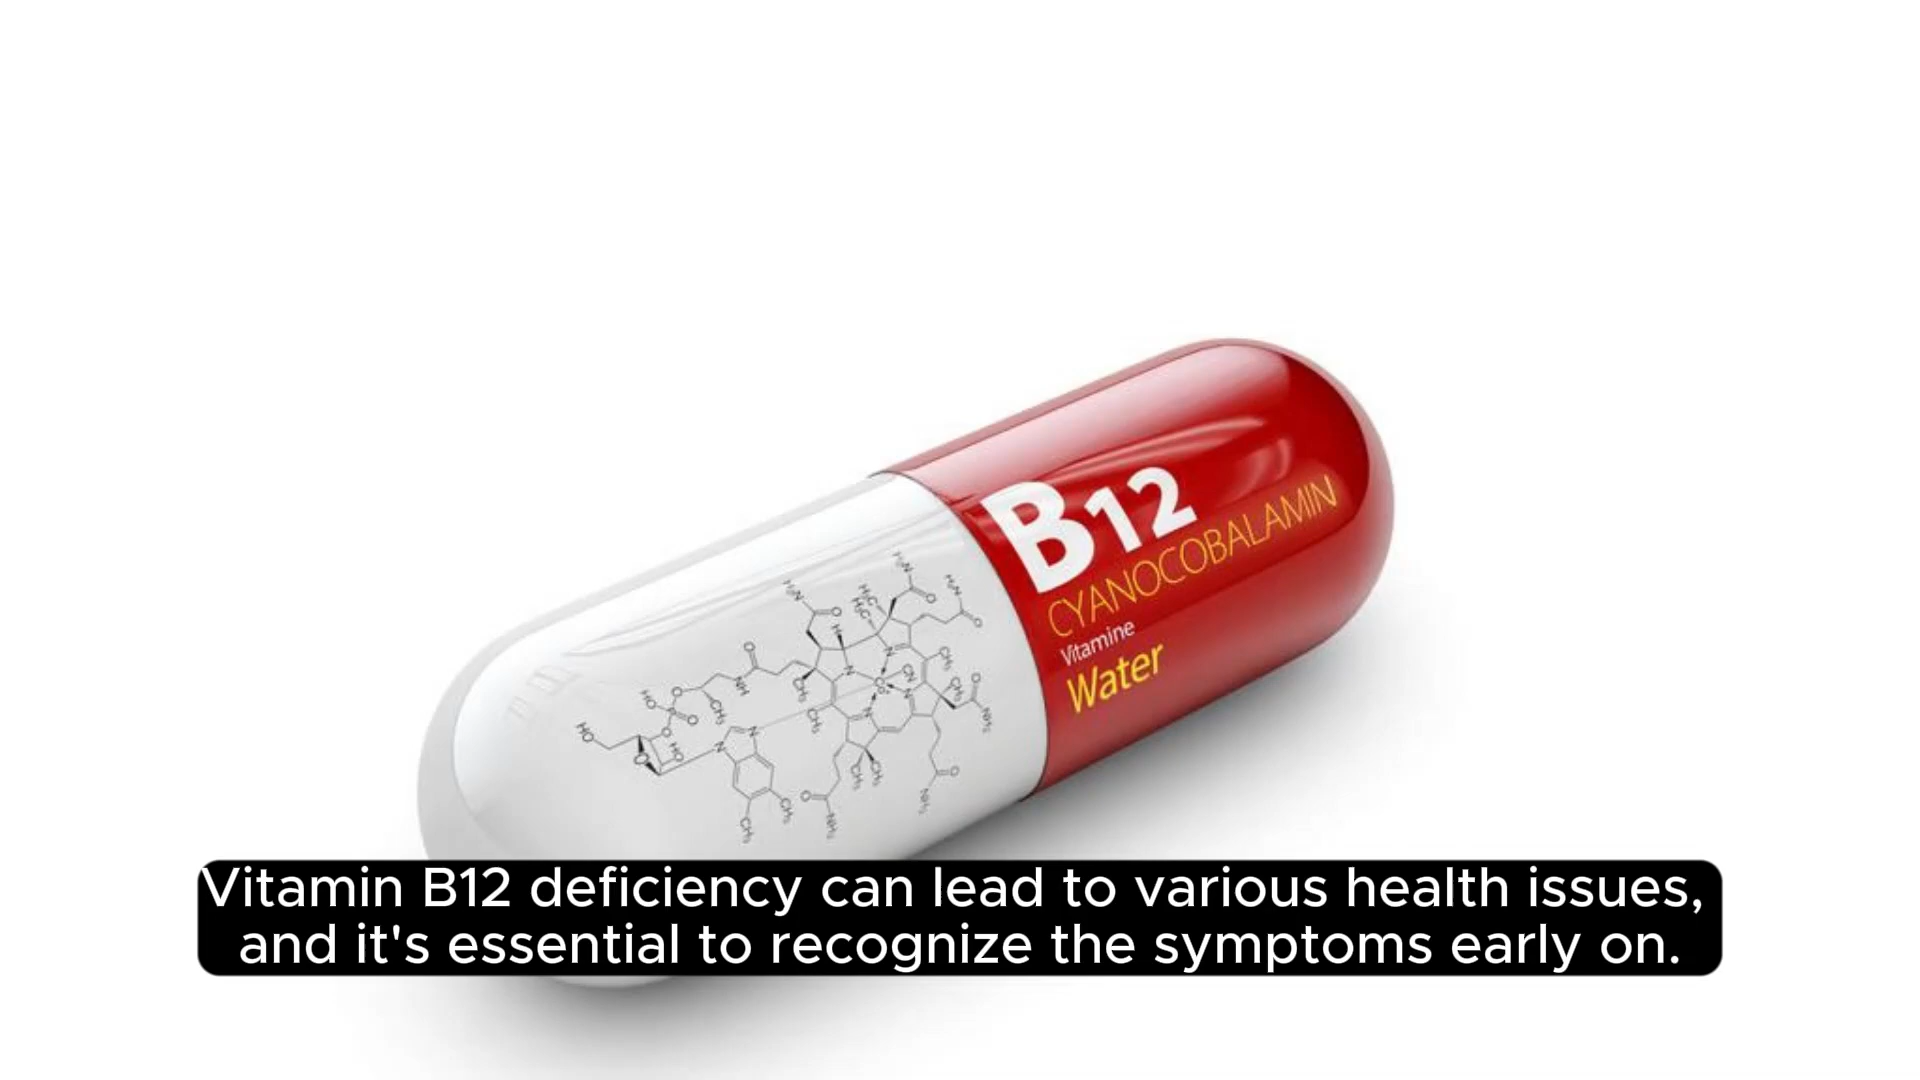 B12
CYANOCOBALAMIN
Vitamine
Water
Vitamin B12 deficiency can lead to various health issues,
and it's essential to recognize the symptoms early on.